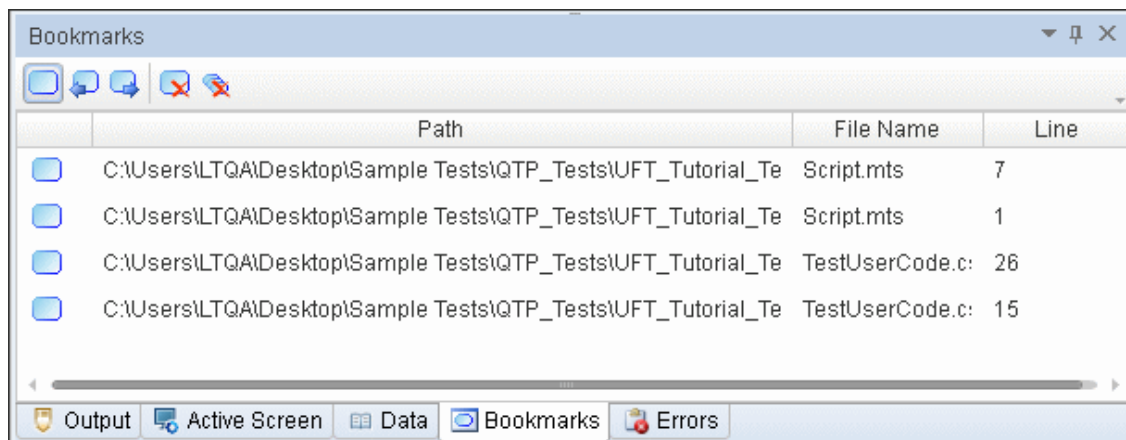 Bookmarks
Path File Name Line
C:\Users\LTQA\Desktop\Sample Tests\QTP_Tests\UFT_Tutorial_Te Script.mts 7
C:\Users\LTQA\Desktop\Sample Tests\QTP_Tests\UFT_Tutorial_Te Script.mts 1
C:\Users\LTQA\Desktop\Sample Tests\QTP_Tests\UFT_Tutorial_Te TestUserCode.c 26
C:\Users\LTQA\Desktop\Sample Tests\QTP_Tests\UFT_Tutorial_Te TestUserCode.c 15
Output Active Screen Data Bookmarks Errors